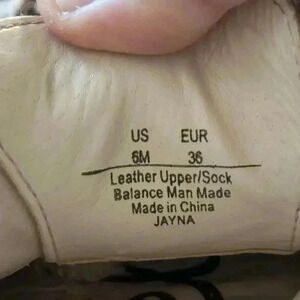 US EUR
6M 36
Leather Upper/Sock
Balance Man Made
Made in China
JAYNA